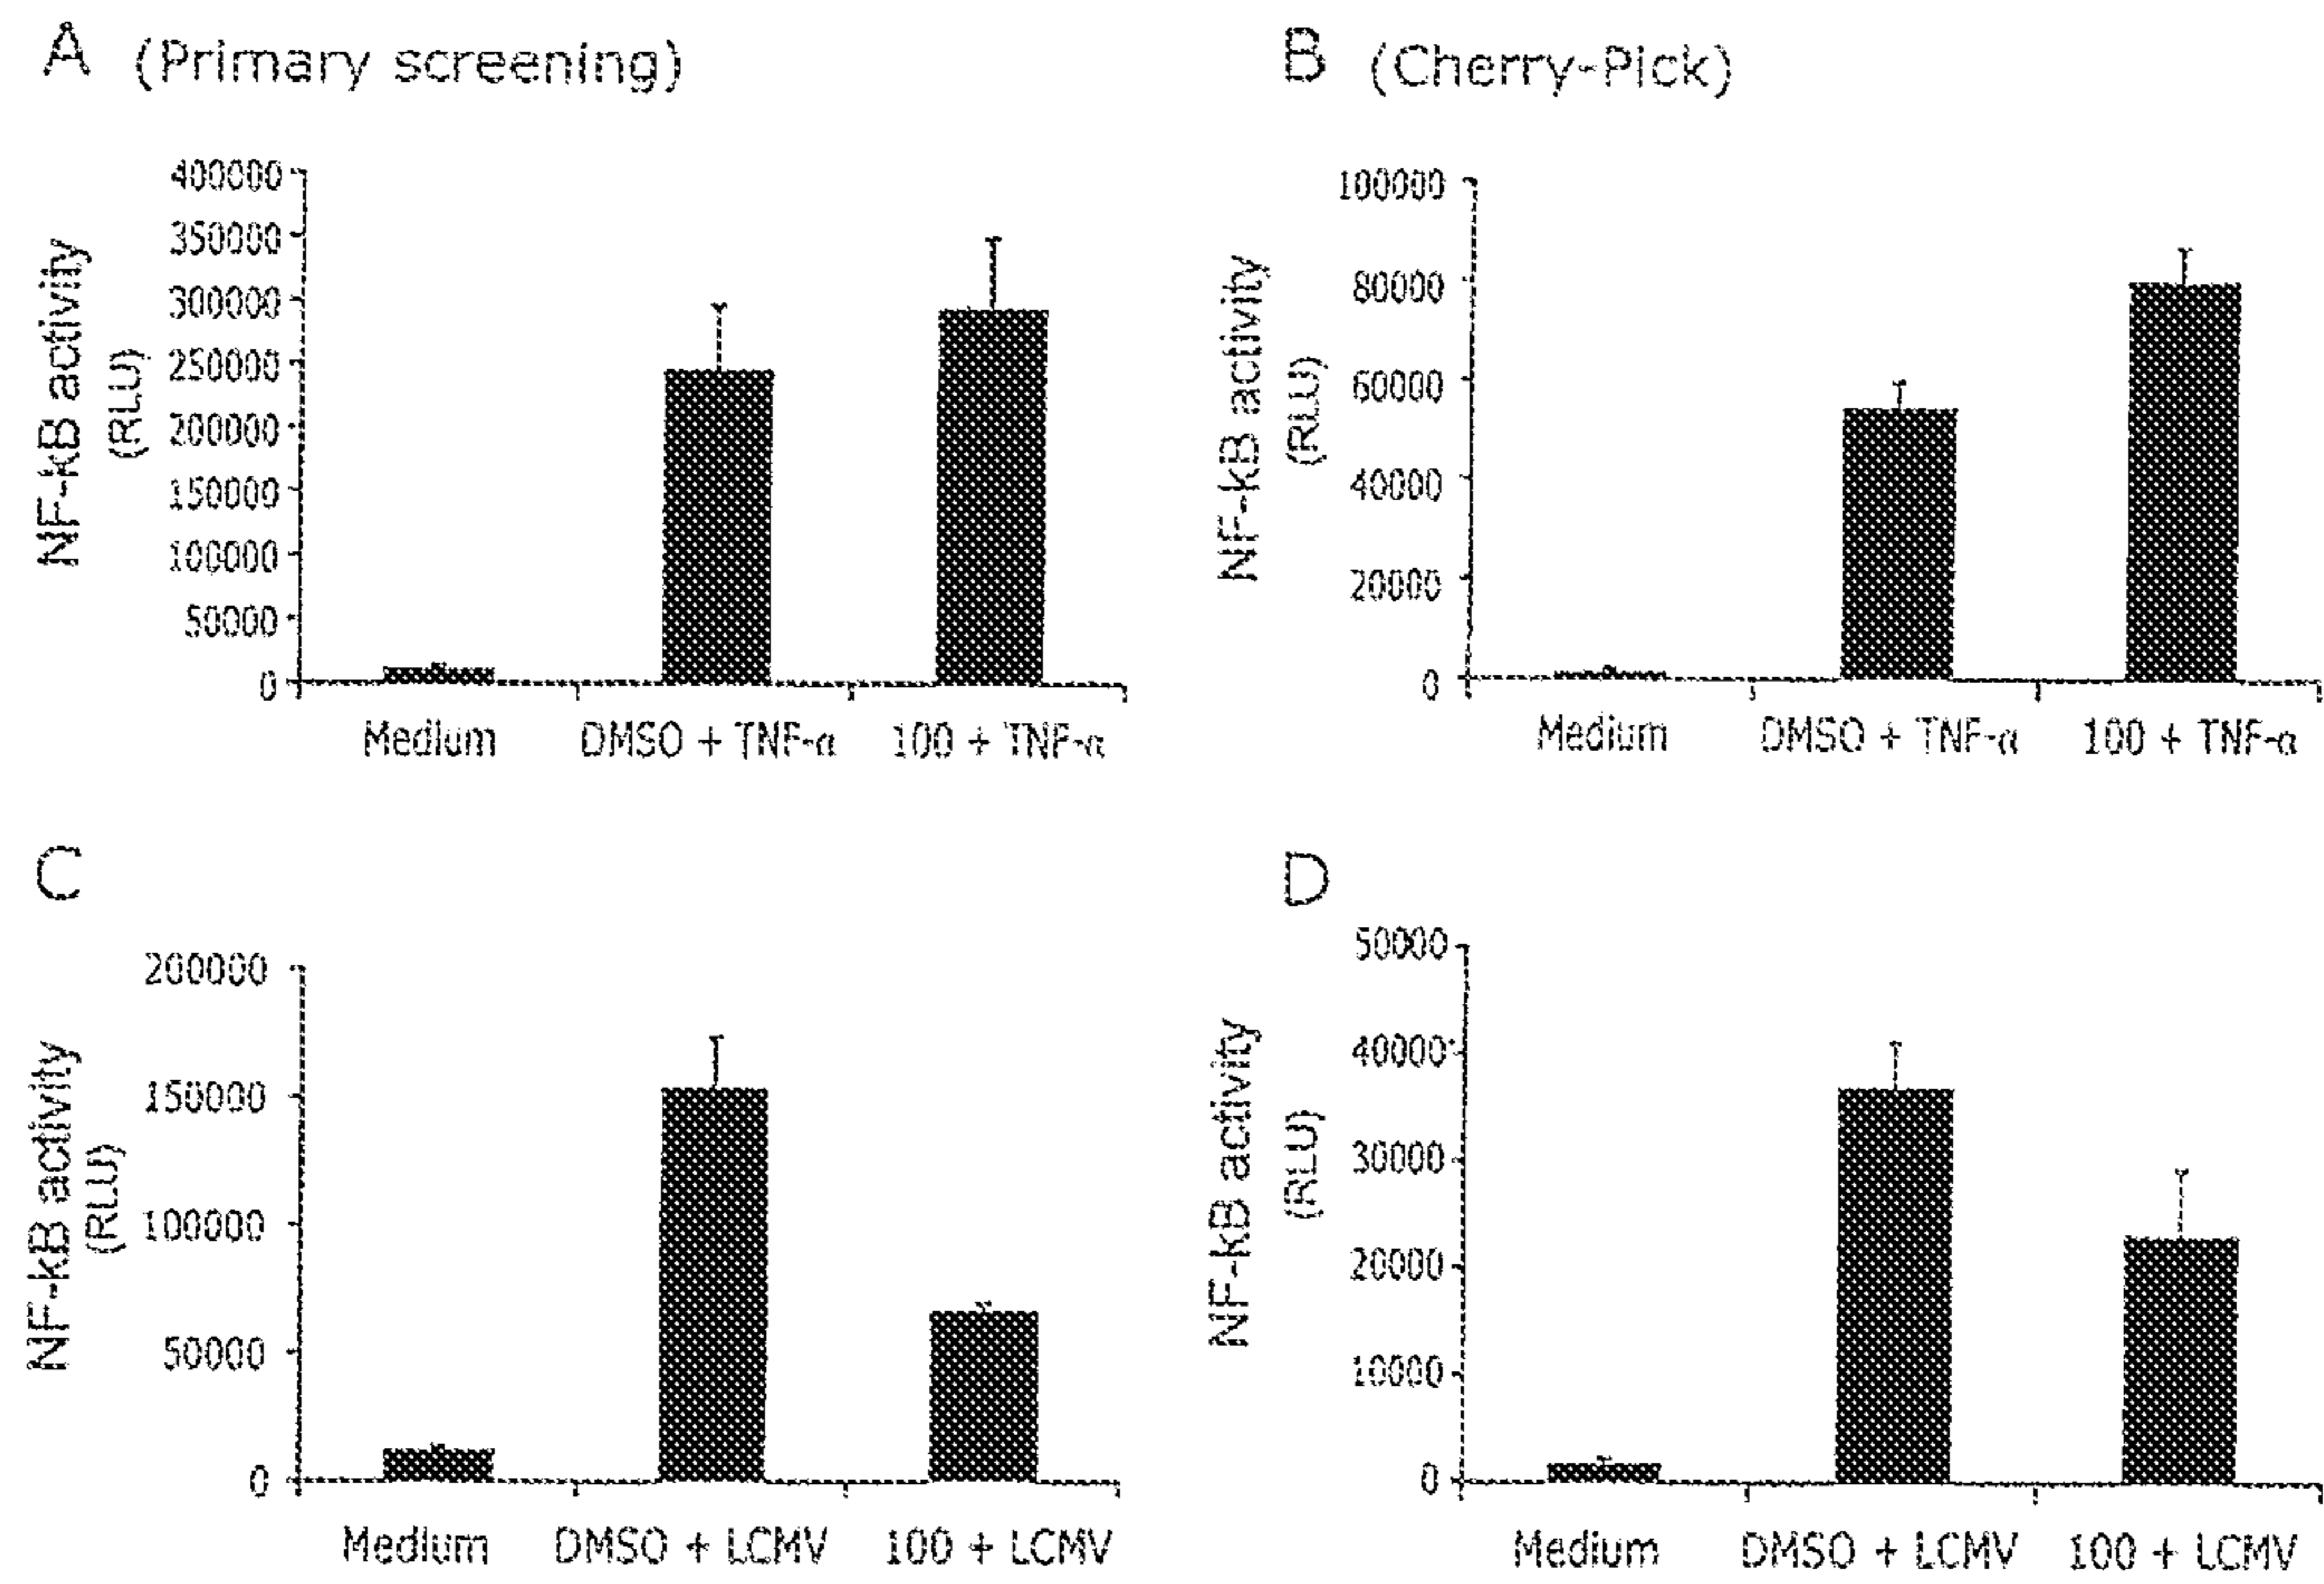 A (Primary screening)
NF-kB activity
(RLU)
400000
350000
300000
250000
200000
150000
100000
50000
0
Medium DMSO + TNF-α 100 + TNF-α
B (Cherry-Pick)
NF-kB activity
(RLU)
100000
80000
60000
40000
20000
0
Medium DMSO + TNF-α 100 + TNF-α
C
NF-kB activity
(RLU)
200000
150000
100000
50000
0
Medium DMSO + LCMV 100 + LCMV
D
NF-kB activity
(RLU)
50000
40000
30000
20000
10000
0
Medium DMSO + LCMV 100 + LCMV